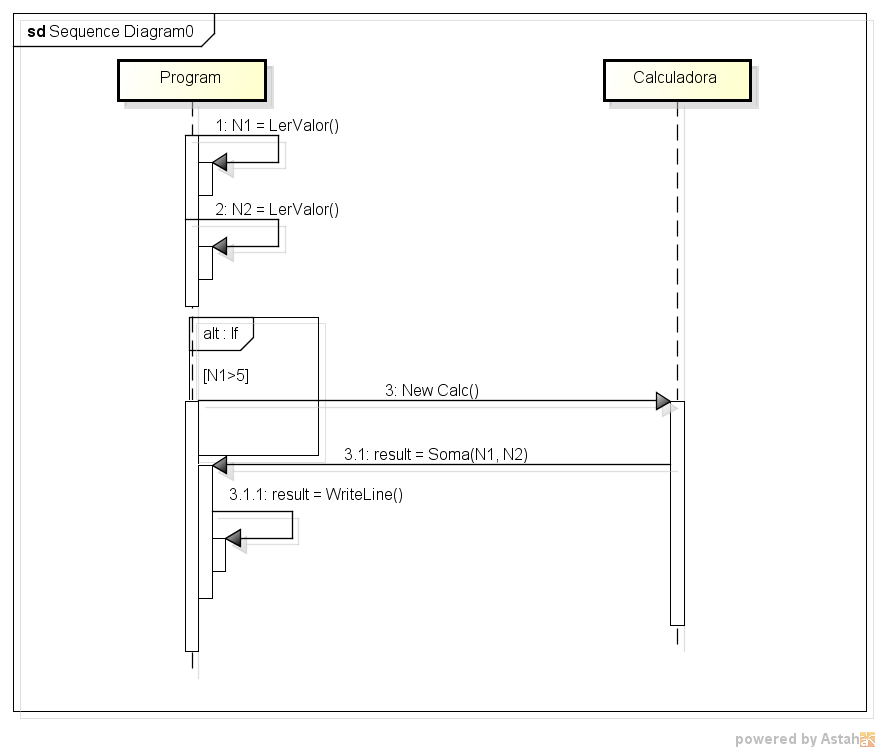 sd Sequence Diagram0
Program
Calculadora
1: N1 = LerValor()
2: N2 = LerValor()
alt : If
[N1>5]
3: New Calc()
3.1: result = Soma(N1, N2)
3.1.1: result = WriteLine()
powered by Astah